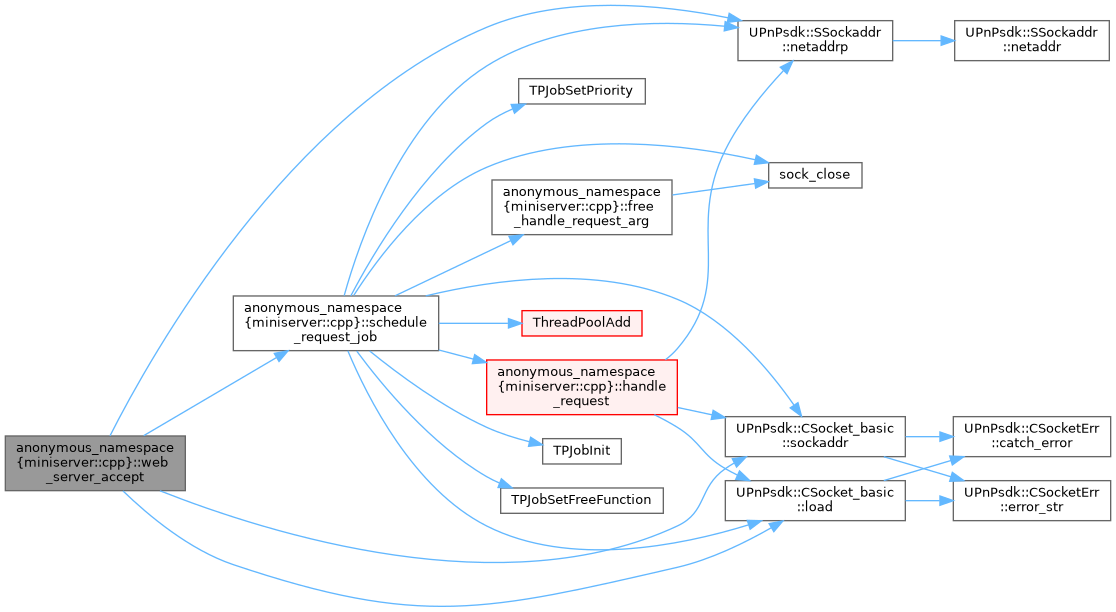 UPnPsdk::SSockaddr
::netaddrp
UPnPsdk::SSockaddr
::netaddr
TPJobSetPriority
sock_close
anonymous_namespace
{miniserver::cpp}::free
_handle_request_arg
anonymous_namespace
{miniserver::cpp}::schedule
_request_job
ThreadPoolAdd
anonymous_namespace
{miniserver::cpp}::handle
_request
anonymous_namespace
{miniserver::cpp}::web
_server_accept
UPnPsdk::CSocket_basic
::sockaddr
UPnPsdk::CSocketErr
::catch_error
TPJobInit
UPnPsdk::CSocket_basic
::load
UPnPsdk::CSocketErr
::error_str
TPJobSetFreeFunction